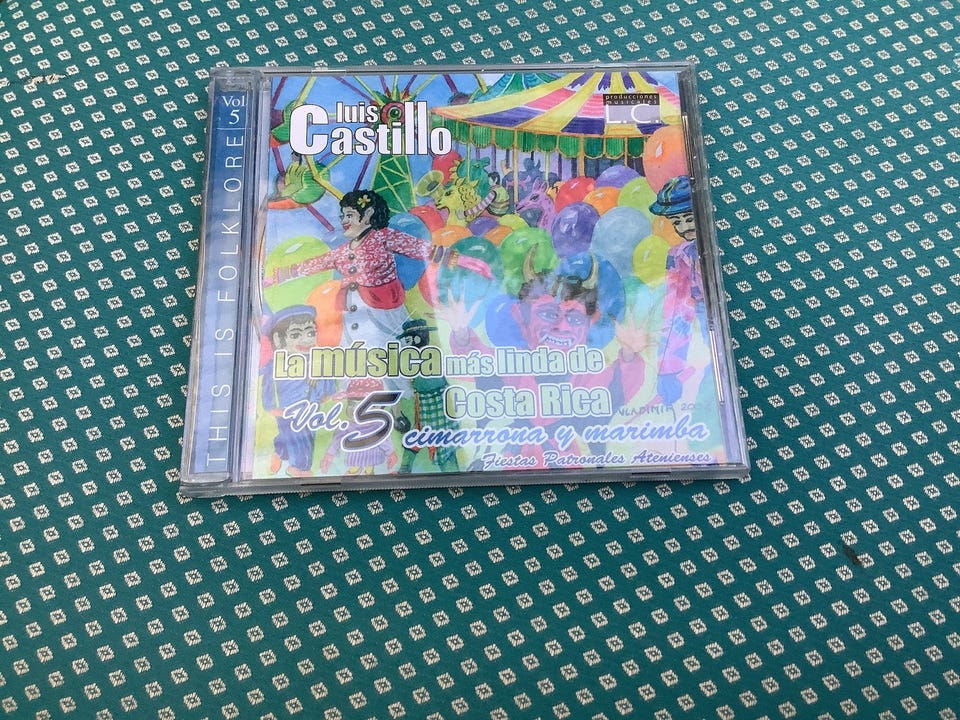 Vol.
5
THIS IS FOLKLORE
luis
Castillo
producciones
musicales
L.C.
La música más linda de
Costa Rica
Vol. 5 cimarrona y marimba
Fiestas Patronales Atenienses
VLADIMIR